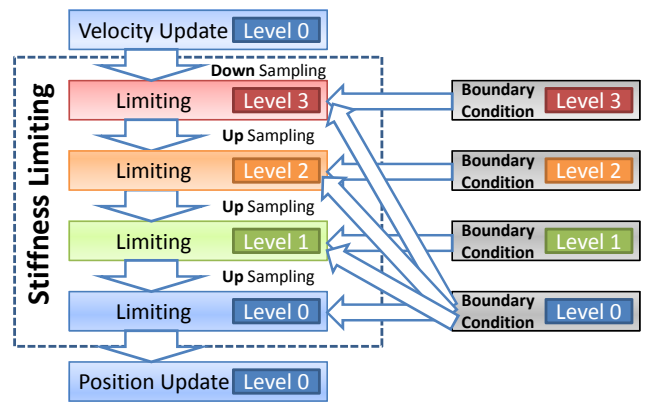 Velocity Update Level 0
Down Sampling
Stiffness Limiting
Limiting Level 3
Boundary Condition Level 3
Up Sampling
Limiting Level 2
Boundary Condition Level 2
Up Sampling
Limiting Level 1
Boundary Condition Level 1
Up Sampling
Limiting Level 0
Boundary Condition Level 0
Position Update Level 0